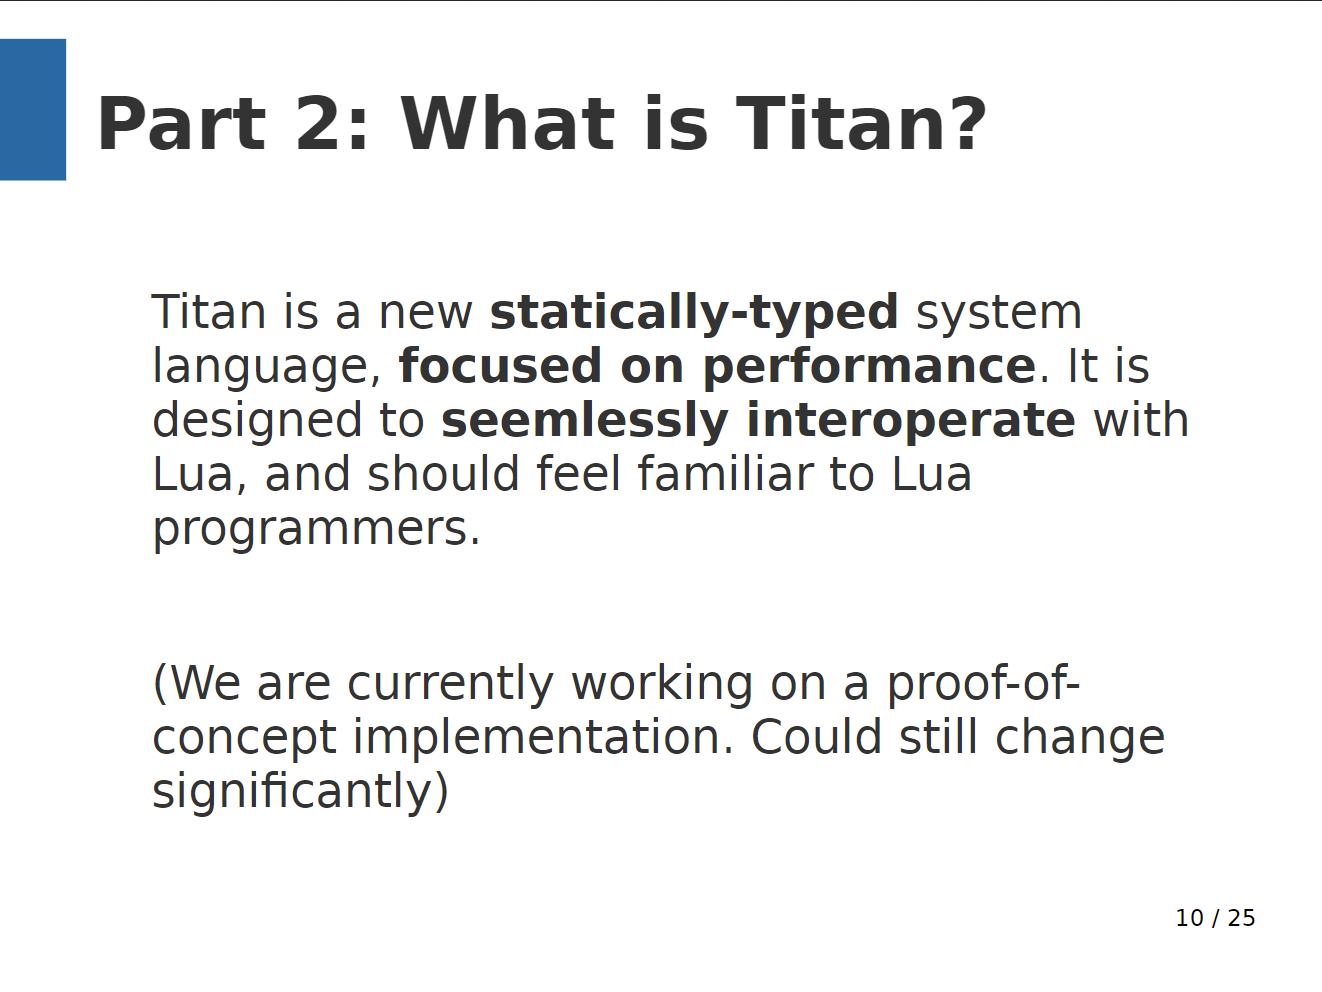 Part 2: What is Titan?
Titan is a new statically-typed system
language, focused on performance. It is
designed to seemlessly interoperate with
Lua, and should feel familiar to Lua
programmers.
(We are currently working on a proof-of-
concept implementation. Could still change
significantly)
10 / 25